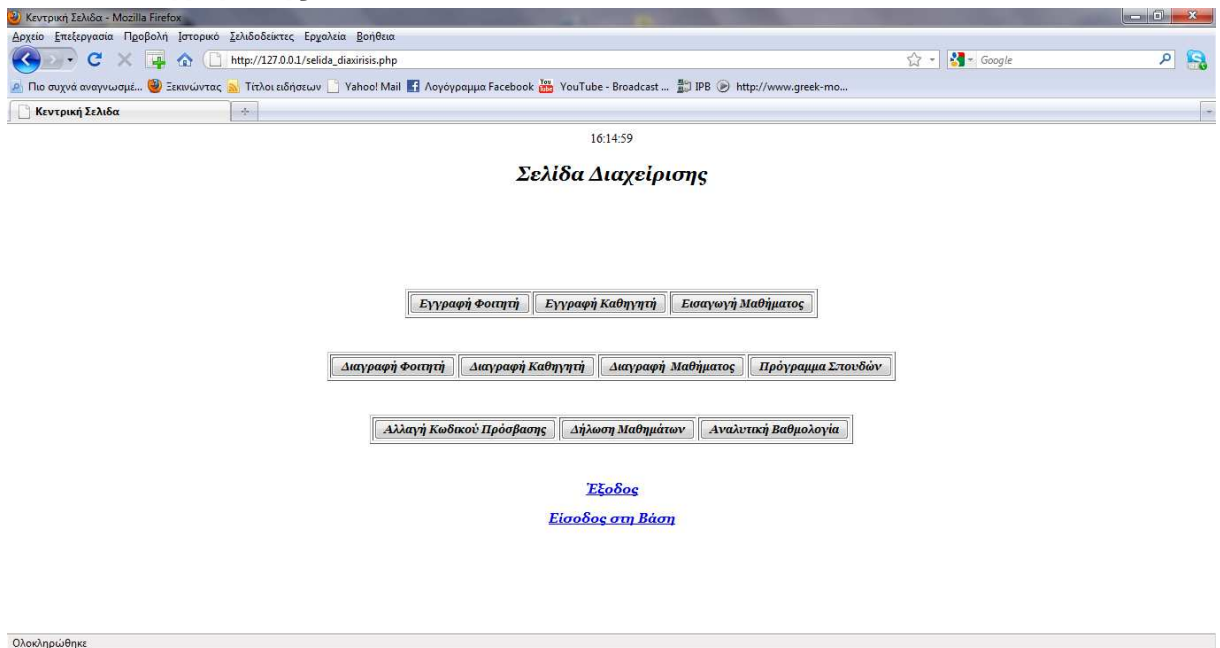 Κεντρική Σελιδα - Mozilla Firefox
Αρχείο Επεξεργασία Προβολή Ιστορικό Σελιδοδείκτες Εργαλεία Βοήθεια
http://127.0.0.1/selida_diaxirisis.php Google
Πιο συχνά αναγνωσμέ... Ξεκινώντας Τίτλοι ειδήσεων Yahoo! Mail Λογόγραμμα Facebook YouTube - Broadcast ... IPB http://www.greek-mo...
Κεντρική Σελιδα
16:14:59
Σελίδα Διαχείρισης
Εγγραφή Φοιτητή Εγγραφή Καθηγητή Εισαγωγή Μαθήματος
Διαγραφή Φοιτητή Διαγραφή Καθηγητή Διαγραφή Μαθήματος Πρόγραμμα Σπουδών
Αλλαγή Κωδικού Πρόσβασης Δήλωση Μαθημάτων Αναλυτική Βαθμολογία
Έξοδος
Είσοδος στη Βάση
Ολοκληρώθηκε